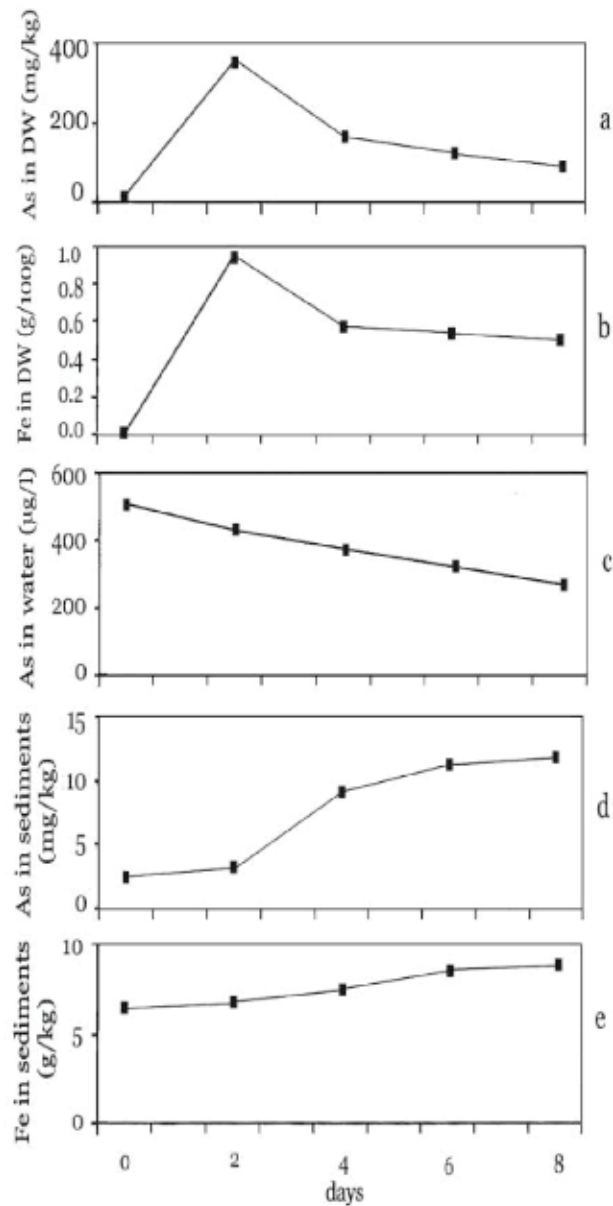 As in DW (mg/kg)
400
200
0
a
Fe in DW (g/100g)
1.0
0.8
0.6
0.4
0.2
0.0
b
As in water (µg/l)
600
400
200
0
c
As in sediments
(mg/kg)
15
10
5
0
d
Fe in sediments
(g/kg)
10
5
0
e
0 2 4 6 8
days